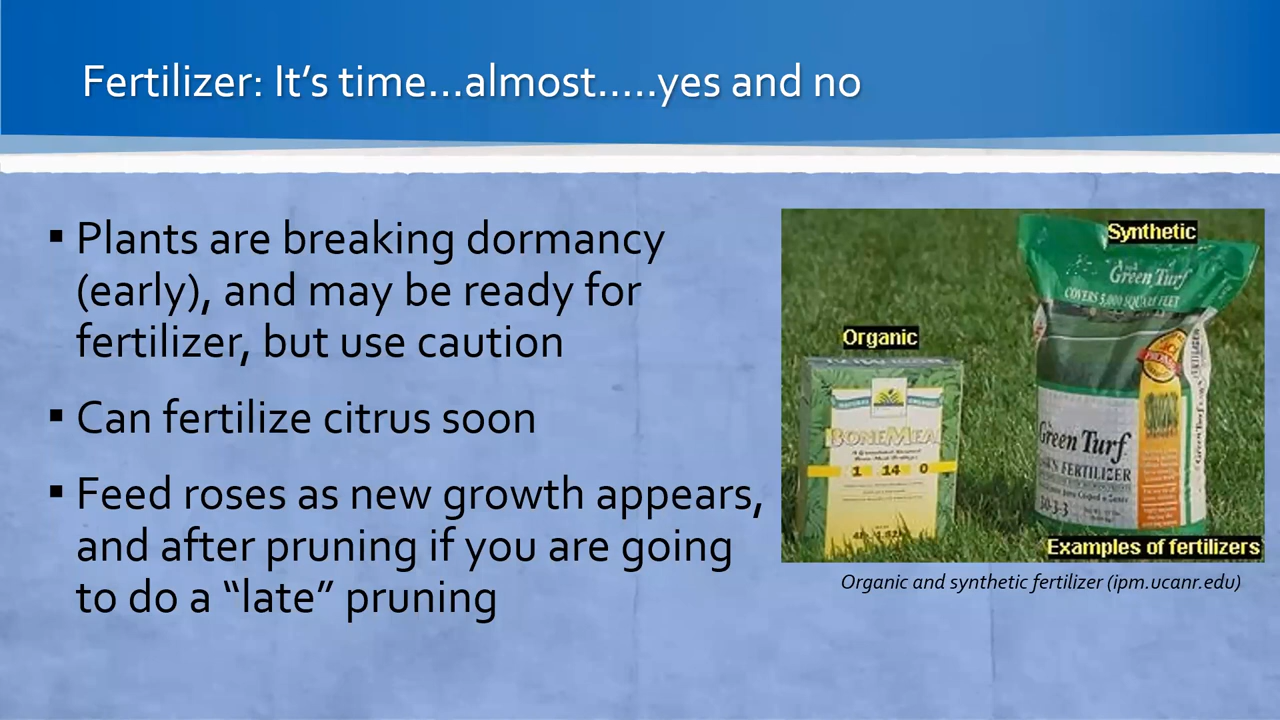 Fertilizer: It’s time…almost…..yes and no
▪ Plants are breaking dormancy
(early), and may be ready for
fertilizer, but use caution
▪ Can fertilize citrus soon
▪ Feed roses as new growth appears,
and after pruning if you are going
to do a “late” pruning
Synthetic
Green Turf
COVERS 5,000 SQUARE FEET
Organic
BONEMEAL
1 14 0
Green Turf
FERTILIZER
30-3-3
Examples of fertilizers
Organic and synthetic fertilizer (ipm.ucanr.edu)